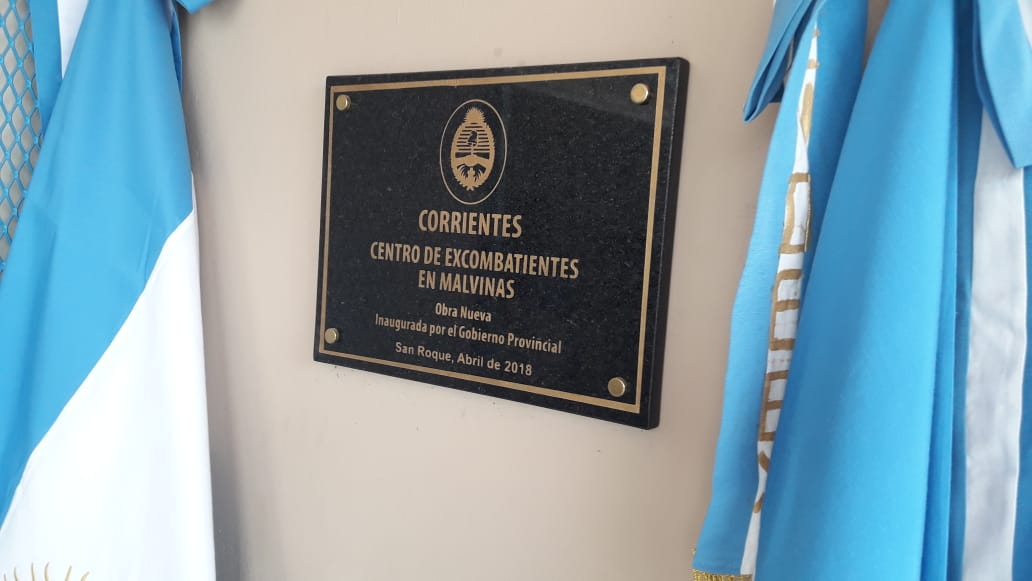 CORRIENTES
CENTRO DE EXCOMBATIENTES
EN MALVINAS
Obra Nueva
Inaugurada por el Gobierno Provincial
San Roque, Abril de 2018